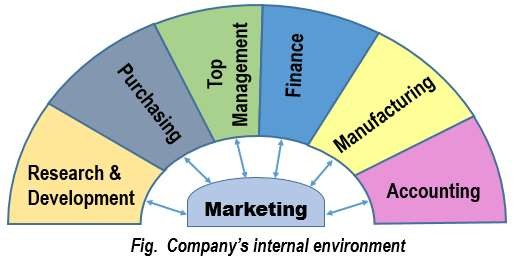 Research &
Development
Purchasing
Top
Management
Finance
Manufacturing
Accounting
Marketing
Fig. Company's internal environment